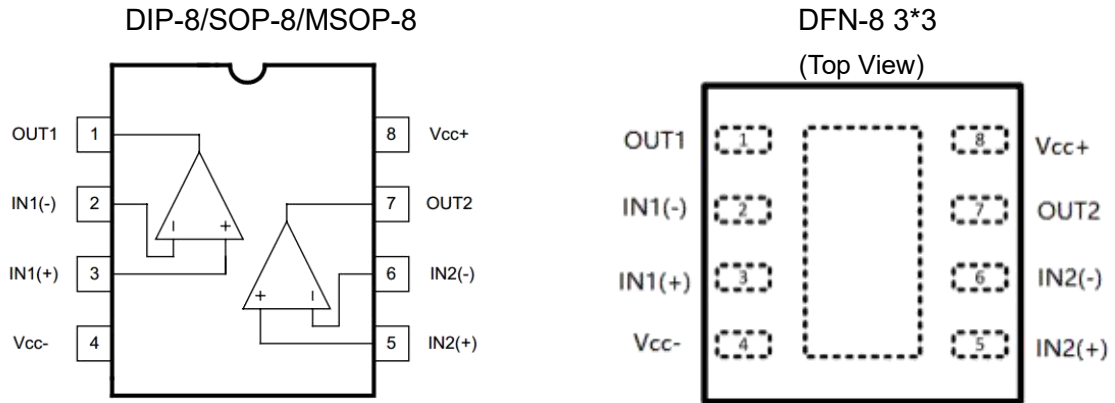 DIP-8/SOP-8/MSOP-8
OUT1 1
8 Vcc+
IN1(-) 2
7 OUT2
IN1(+) 3
6 IN2(-)
Vcc- 4
5 IN2(+)
− +
+ −
DFN-8 3*3
(Top View)
OUT1 1
8 Vcc+
IN1(-) 2
7 OUT2
IN1(+) 3
6 IN2(-)
Vcc- 4
5 IN2(+)